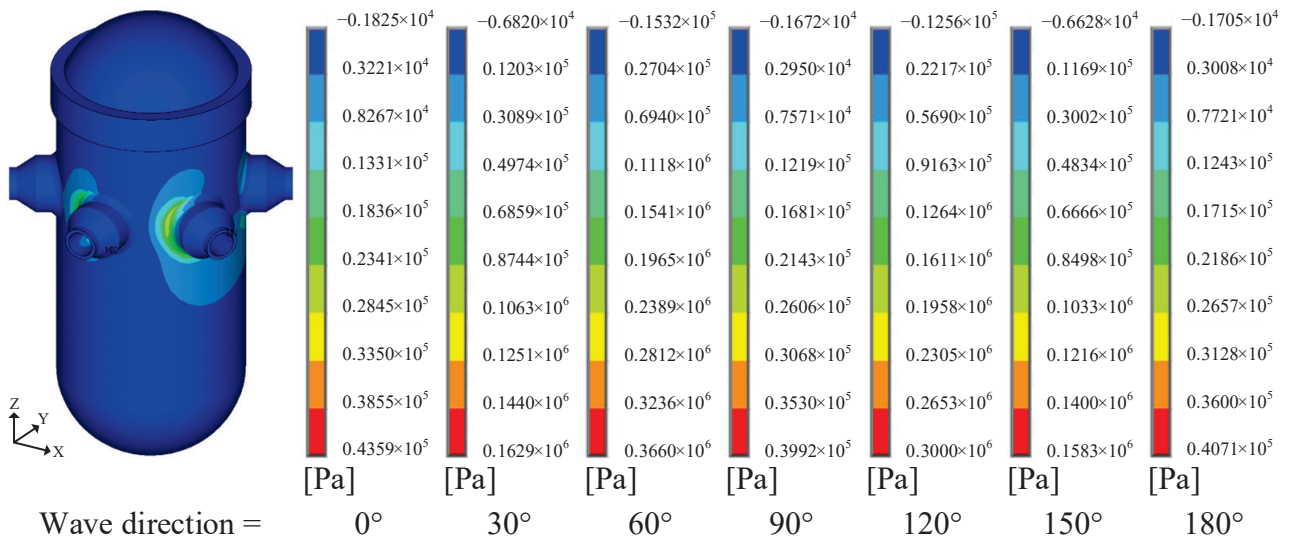 −0.1825×10⁴ −0.6820×10⁴ −0.1532×10⁵ −0.1672×10⁴ −0.1256×10⁵ −0.6628×10⁴ −0.1705×10⁴
0.3221×10⁴ 0.1203×10⁵ 0.2704×10⁵ 0.2950×10⁴ 0.2217×10⁵ 0.1169×10⁵ 0.3008×10⁴
0.8267×10⁴ 0.3089×10⁵ 0.6940×10⁵ 0.7571×10⁴ 0.5690×10⁵ 0.3002×10⁵ 0.7721×10⁴
0.1331×10⁵ 0.4974×10⁵ 0.1118×10⁶ 0.1219×10⁵ 0.9163×10⁵ 0.4834×10⁵ 0.1243×10⁵
0.1836×10⁵ 0.6859×10⁵ 0.1541×10⁶ 0.1681×10⁵ 0.1264×10⁶ 0.6666×10⁵ 0.1715×10⁵
0.2341×10⁵ 0.8744×10⁵ 0.1965×10⁶ 0.2143×10⁵ 0.1611×10⁶ 0.8498×10⁵ 0.2186×10⁵
0.2845×10⁵ 0.1063×10⁶ 0.2389×10⁶ 0.2606×10⁵ 0.1958×10⁶ 0.1033×10⁶ 0.2657×10⁵
0.3350×10⁵ 0.1251×10⁶ 0.2812×10⁶ 0.3068×10⁵ 0.2305×10⁶ 0.1216×10⁶ 0.3128×10⁵
0.3855×10⁵ 0.1440×10⁶ 0.3236×10⁶ 0.3530×10⁵ 0.2653×10⁶ 0.1400×10⁶ 0.3600×10⁵
0.4359×10⁵ 0.1629×10⁶ 0.3660×10⁶ 0.3992×10⁵ 0.3000×10⁶ 0.1583×10⁶ 0.4071×10⁵
Z
Y
X
[Pa] [Pa] [Pa] [Pa] [Pa] [Pa] [Pa]
Wave direction = 0° 30° 60° 90° 120° 150° 180°